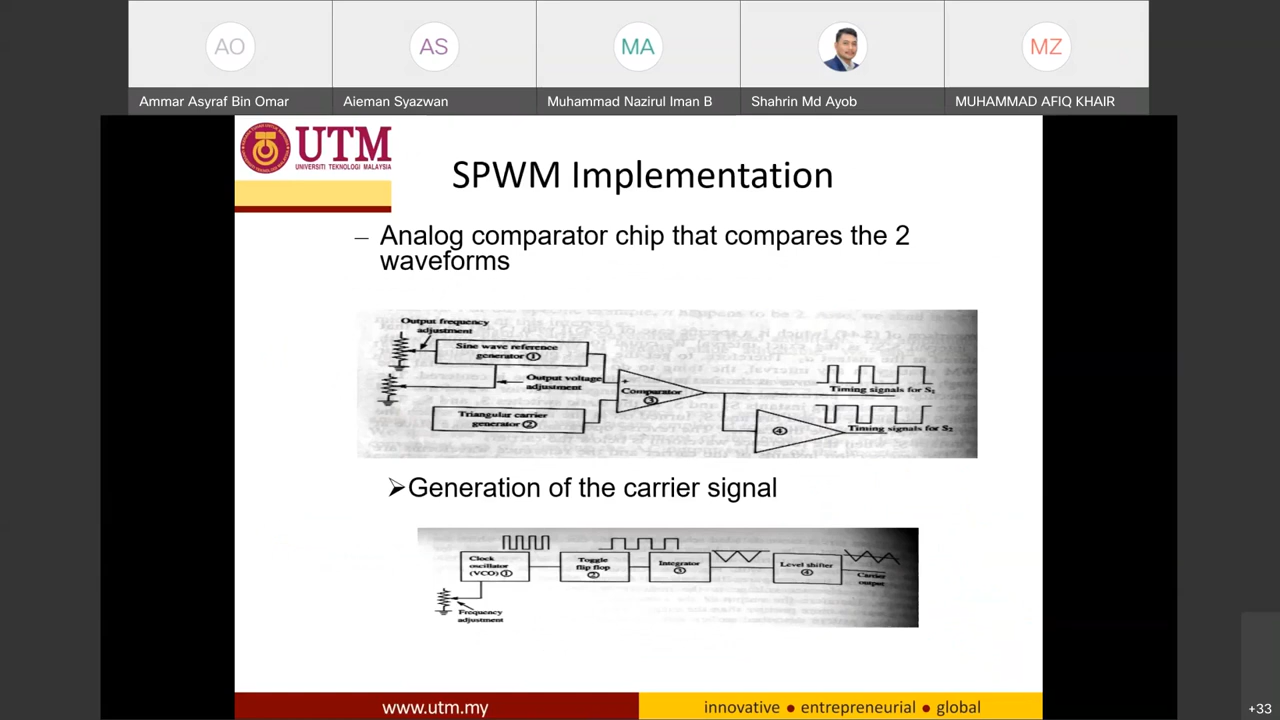 AO
AS
MA
MZ
Ammar Asyraf Bin Omar
Aieman Syazwan
Muhammad Nazirul Iman B
Shahrin Md Ayob
MUHAMMAD AFIQ KHAIR
UTM
UNIVERSITI TEKNOLOGI MALAYSIA
SPWM Implementation
– Analog comparator chip that compares the 2
waveforms
Output frequency
adjustment
Sine wave reference
generator ①
Output voltage
adjustment
+
Comparator
③
Triangular carrier
generator ②
Timing signals for S₁
④
Timing signals for S₂
➢Generation of the carrier signal
Clock
oscillator
(VCO) ①
Toggle
flip flop
②
Integrator
③
Level shifter
④
Carrier
output
Frequency
adjustment
www.utm.my
innovative ● entrepreneurial ● global
+33